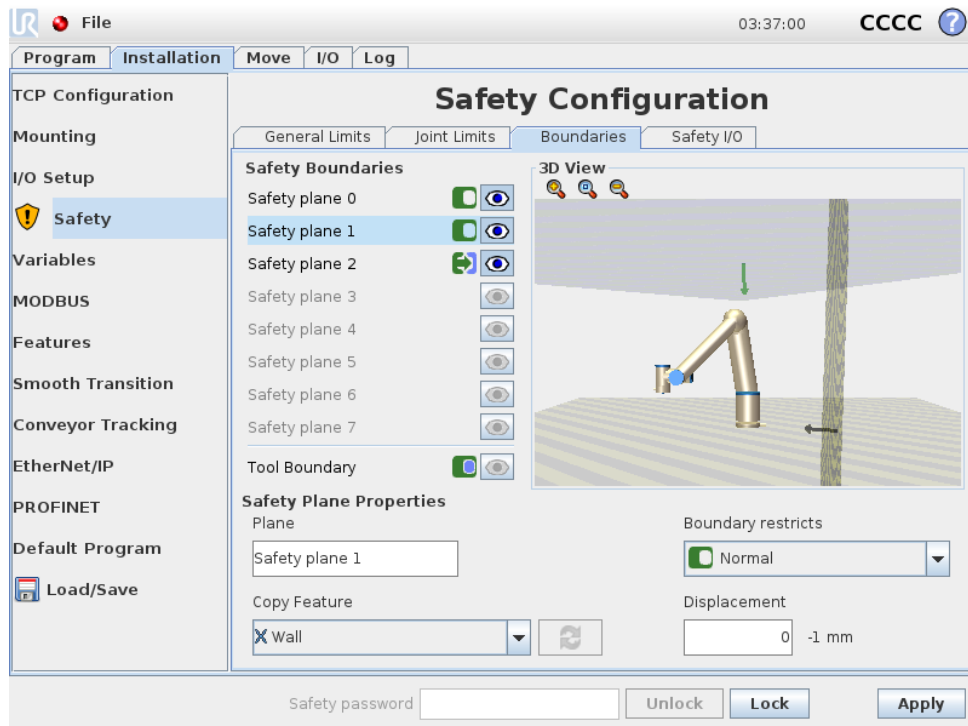 UR File 03:37:00 CCCC ?
Program Installation Move I/O Log
TCP Configuration
Mounting
I/O Setup
Safety
Variables
MODBUS
Features
Smooth Transition
Conveyor Tracking
EtherNet/IP
PROFINET
Default Program
Load/Save
Safety Configuration
General Limits Joint Limits Boundaries Safety I/O
Safety Boundaries
Safety plane 0
Safety plane 1
Safety plane 2
Safety plane 3
Safety plane 4
Safety plane 5
Safety plane 6
Safety plane 7
Tool Boundary
3D View
Safety Plane Properties
Plane
Safety plane 1
Boundary restricts
Normal
Copy Feature
X Wall
Displacement
0 -1 mm
Safety password Unlock Lock Apply